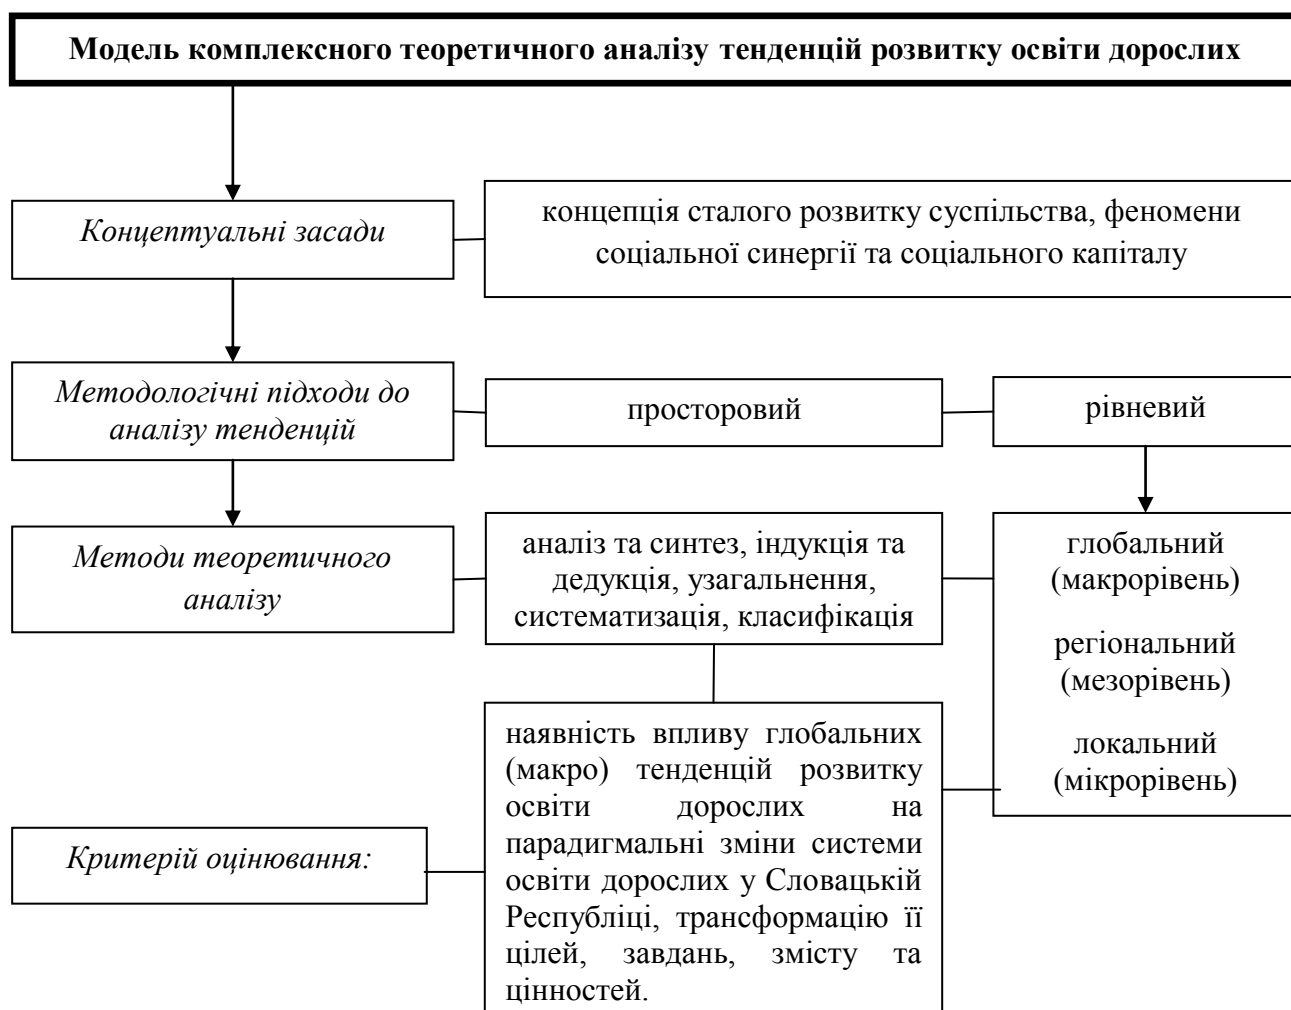 Модель комплексного теоретичного аналізу тенденцій розвитку освіти дорослих
Концептуальні засади
концепція сталого розвитку суспільства, феномени
соціальної синергії та соціального капіталу
Методологічні підходи до
аналізу тенденцій
просторовий
рівневий
Методи теоретичного
аналізу
аналіз та синтез, індукція та
дедукція, узагальнення,
систематизація, класифікація
глобальний
(макрорівень)
регіональний
(мезорівень)
локальний
(мікрорівень)
Критерій оцінювання:
наявність впливу глобальних
(макро) тенденцій розвитку
освіти дорослих на
парадигмальні зміни системи
освіти дорослих у Словацькій
Республіці, трансформацію її
цілей, завдань, змісту та
цінностей.